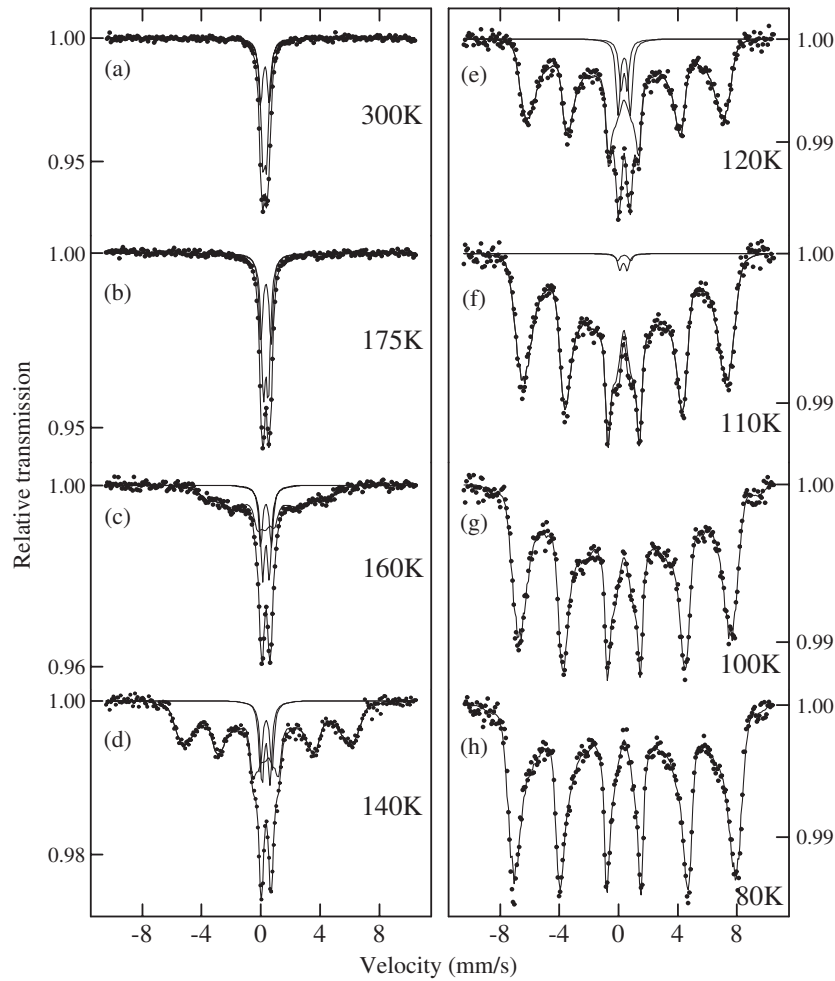 1.00
(a)
300K
0.95
1.00
(b)
175K
0.95
1.00
(c)
160K
0.96
1.00
(d)
140K
0.98
Relative transmission
-8 -4 0 4 8
1.00
(e)
0.99
120K
1.00
(f)
0.99
110K
1.00
(g)
0.99
100K
1.00
(h)
0.99
80K
-8 -4 0 4 8
Velocity (mm/s)